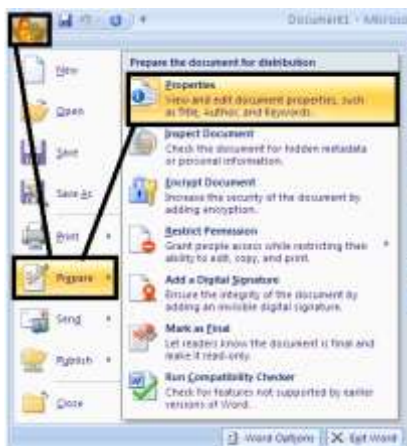 Document1 - Microso
New
Open
Save
Save As
Print
Prepare
Send
Publish
Close
Prepare the document for distribution
Properties
View and edit document properties, such
as Title, Author, and Keywords.
Inspect Document
Check the document for hidden metadata
or personal information.
Encrypt Document
Increase the security of the document by
adding encryption.
Restrict Permission
Grant people access while restricting their
ability to edit, copy, and print.
Add a Digital Signature
Ensure the integrity of the document by
adding an invisible digital signature.
Mark as Final
Let readers know the document is final and
make it read-only.
Run Compatibility Checker
Check for features not supported by earlier
versions of Word.
Word Options
Exit Word